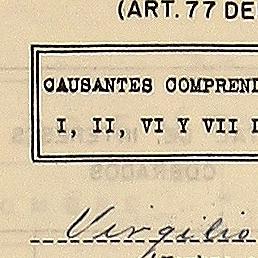 (ART. 77 DE
CAUSANTES COMPREND
I, II, VI Y VII
Virgilio